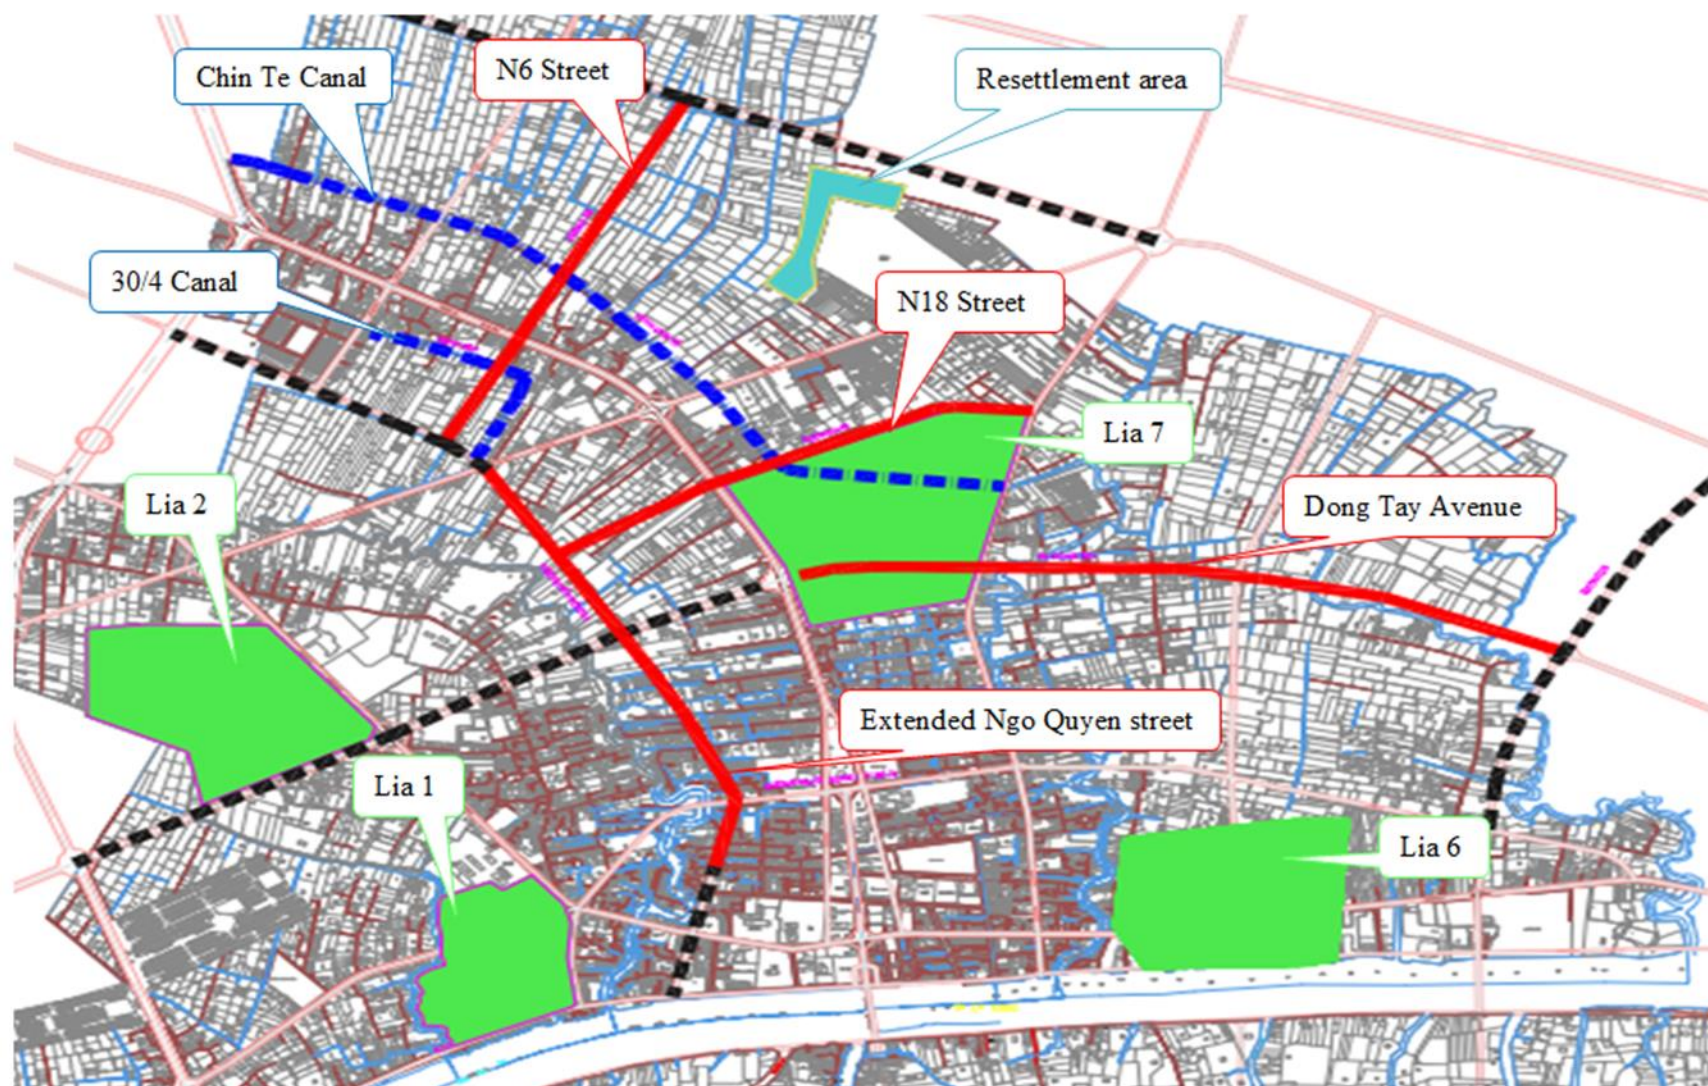 Chin Te Canal
N6 Street
Resettlement area
30/4 Canal
N18 Street
Lia 7
Lia 2
Dong Tay Avenue
Extended Ngo Quyen street
Lia 1
Lia 6